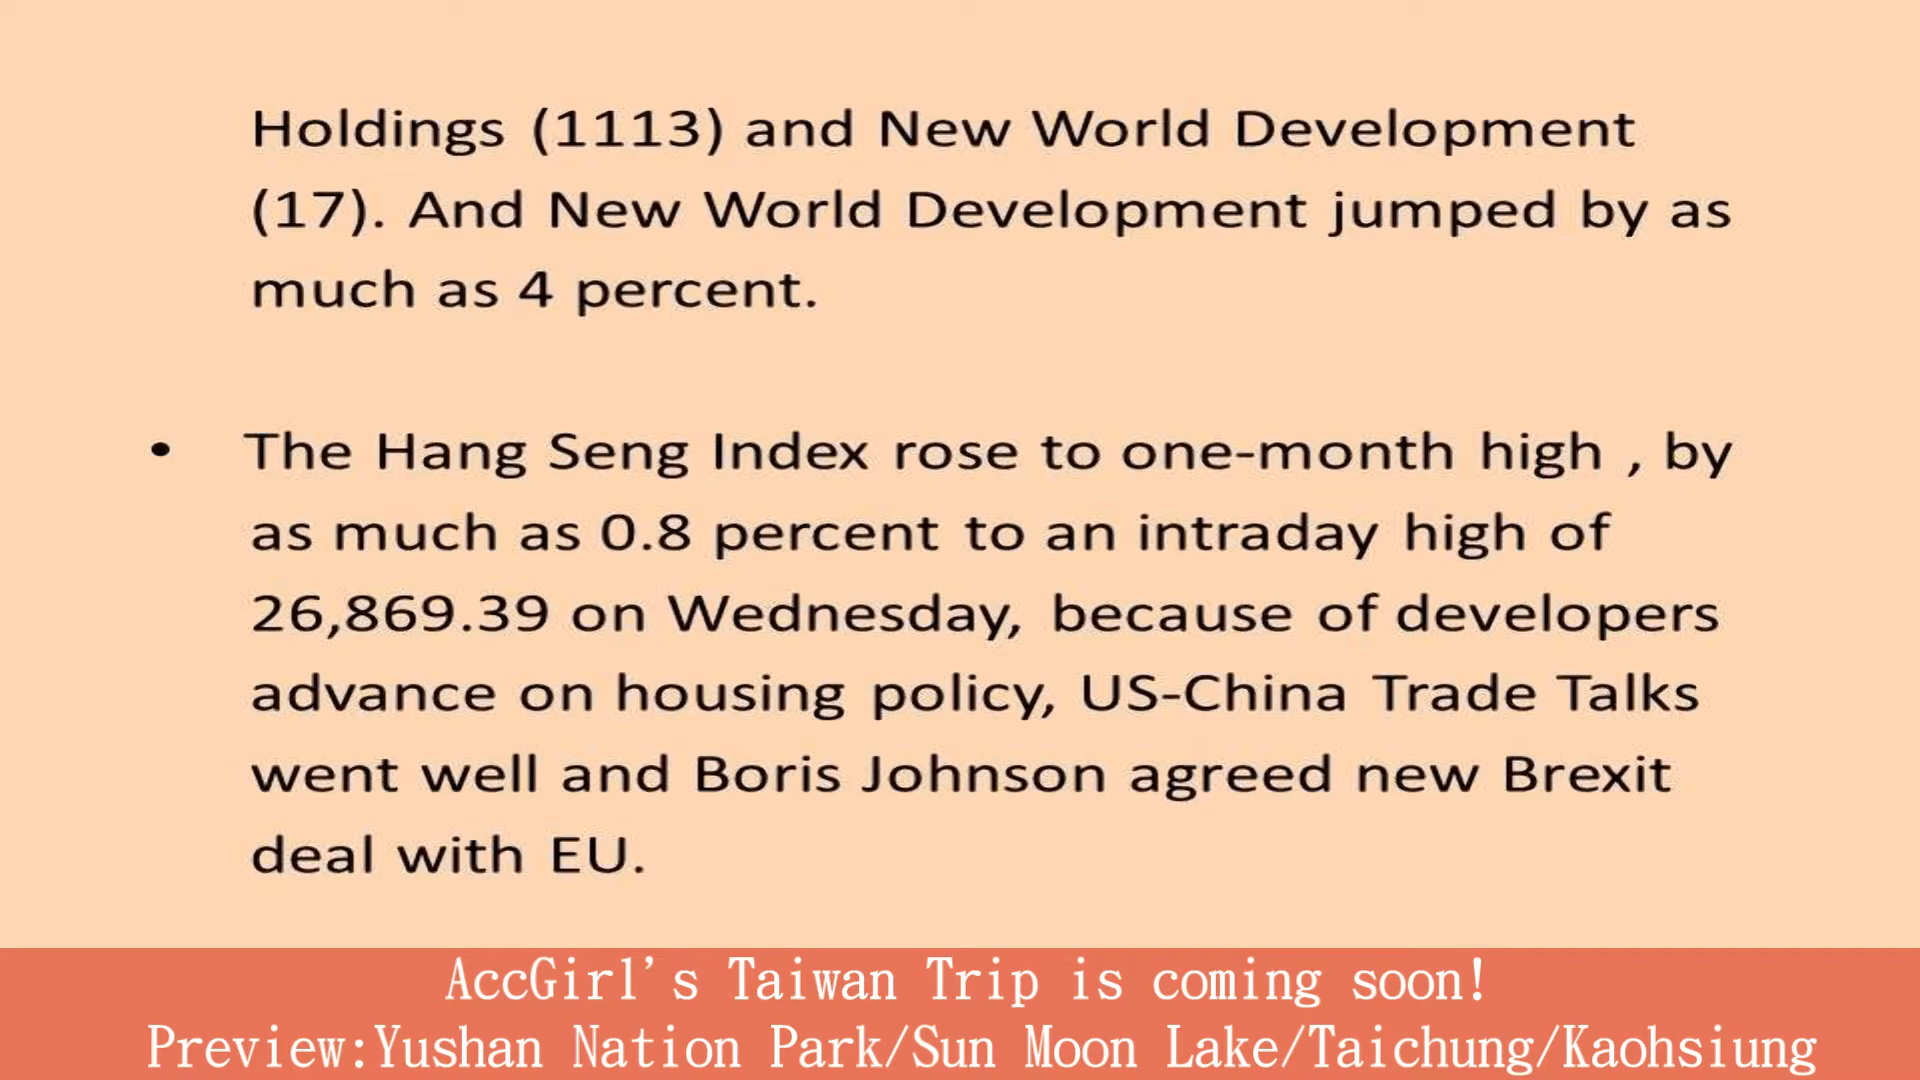 Holdings (1113) and New World Development
(17). And New World Development jumped by as
much as 4 percent.
• The Hang Seng Index rose to one-month high , by
as much as 0.8 percent to an intraday high of
26,869.39 on Wednesday, because of developers
advance on housing policy, US-China Trade Talks
went well and Boris Johnson agreed new Brexit
deal with EU.
AccGirl's Taiwan Trip is coming soon!
Preview:Yushan Nation Park/Sun Moon Lake/Taichung/Kaohsiung